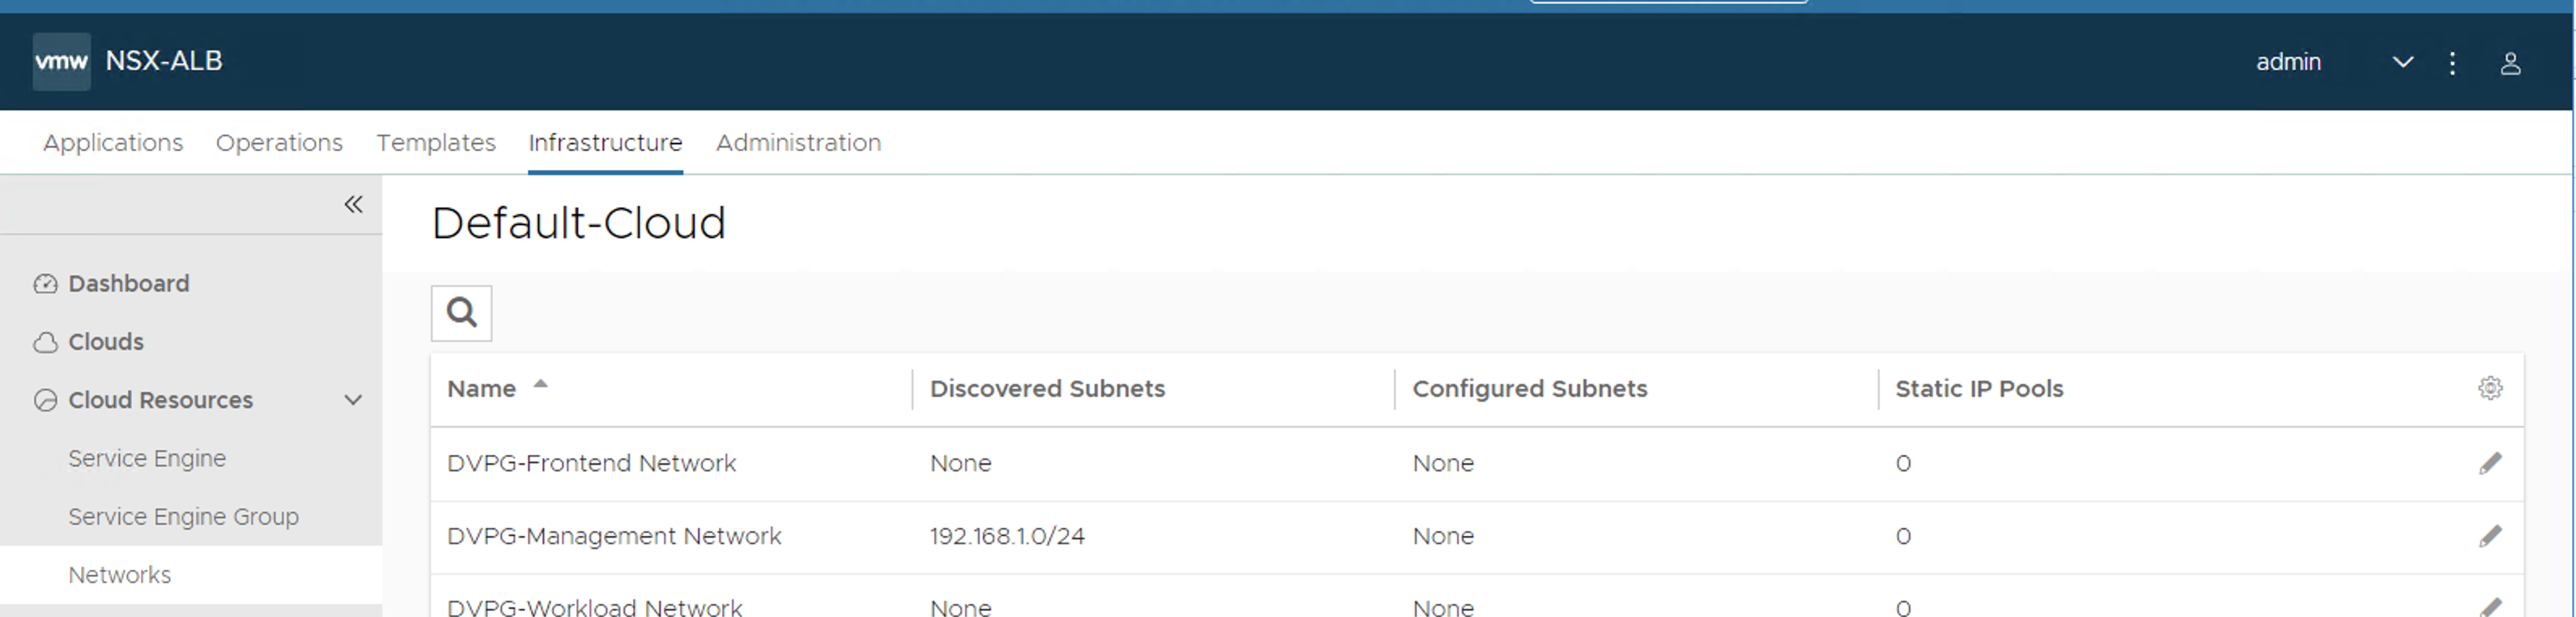 vmw NSX-ALB admin
Applications Operations Templates Infrastructure Administration
Default-Cloud
Dashboard
Clouds
Cloud Resources
Service Engine
Service Engine Group
Networks
Name Discovered Subnets Configured Subnets Static IP Pools
DVPG-Frontend Network None None 0
DVPG-Management Network 192.168.1.0/24 None 0
DVPG-Workload Network None None 0